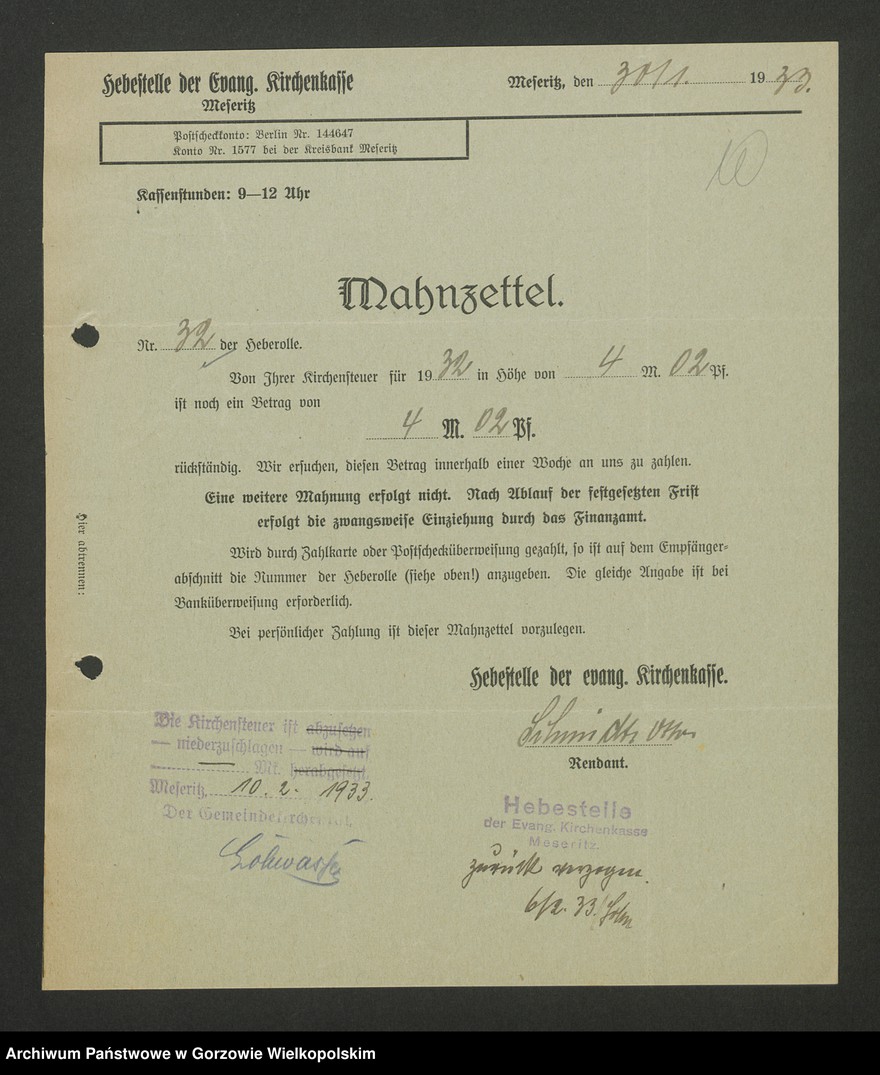 Hebestelle der Evang. Kirchenkasse
Meseritz
Meseritz, den 30/1. 1933.
Postscheckkonto: Berlin Nr. 144647
Konto Nr. 1577 bei der Kreisbank Meseritz
Kassenstunden: 9—12 Uhr
Mahnzettel.
Nr. 32 der Heberolle.
Von Ihrer Kirchensteuer für 1932 in Höhe von 4 M. 02 Pf.
ist noch ein Betrag von
4 M. 02 Pf.
rückständig. Wir ersuchen, diesen Betrag innerhalb einer Woche an uns zu zahlen.
Eine weitere Mahnung erfolgt nicht. Nach Ablauf der festgesetzten Frist
erfolgt die zwangsweise Einziehung durch das Finanzamt.
Wird durch Zahlkarte oder Postschecküberweisung gezahlt, so ist auf dem Empfänger-
abschnitt die Nummer der Heberolle (siehe oben!) anzugeben. Die gleiche Angabe ist bei
Banküberweisung erforderlich.
Bei persönlicher Zahlung ist dieser Mahnzettel vorzulegen.
Hier abtrennen:
Hebestelle der evang. Kirchenkasse.
Schmidt
Rendant.
Die Kirchensteuer ist abzusetzen
— niederzuschlagen — wird auf
— Mk. herabgesetzt.
Meseritz, 10. 2. 1933.
Der Gemeindekirchenrat.
Hebestelle
der Evang. Kirchenkasse
Meseritz.
zurück verzogen.
6/2. 33.
Archiwum Państwowe w Gorzowie Wielkopolskim